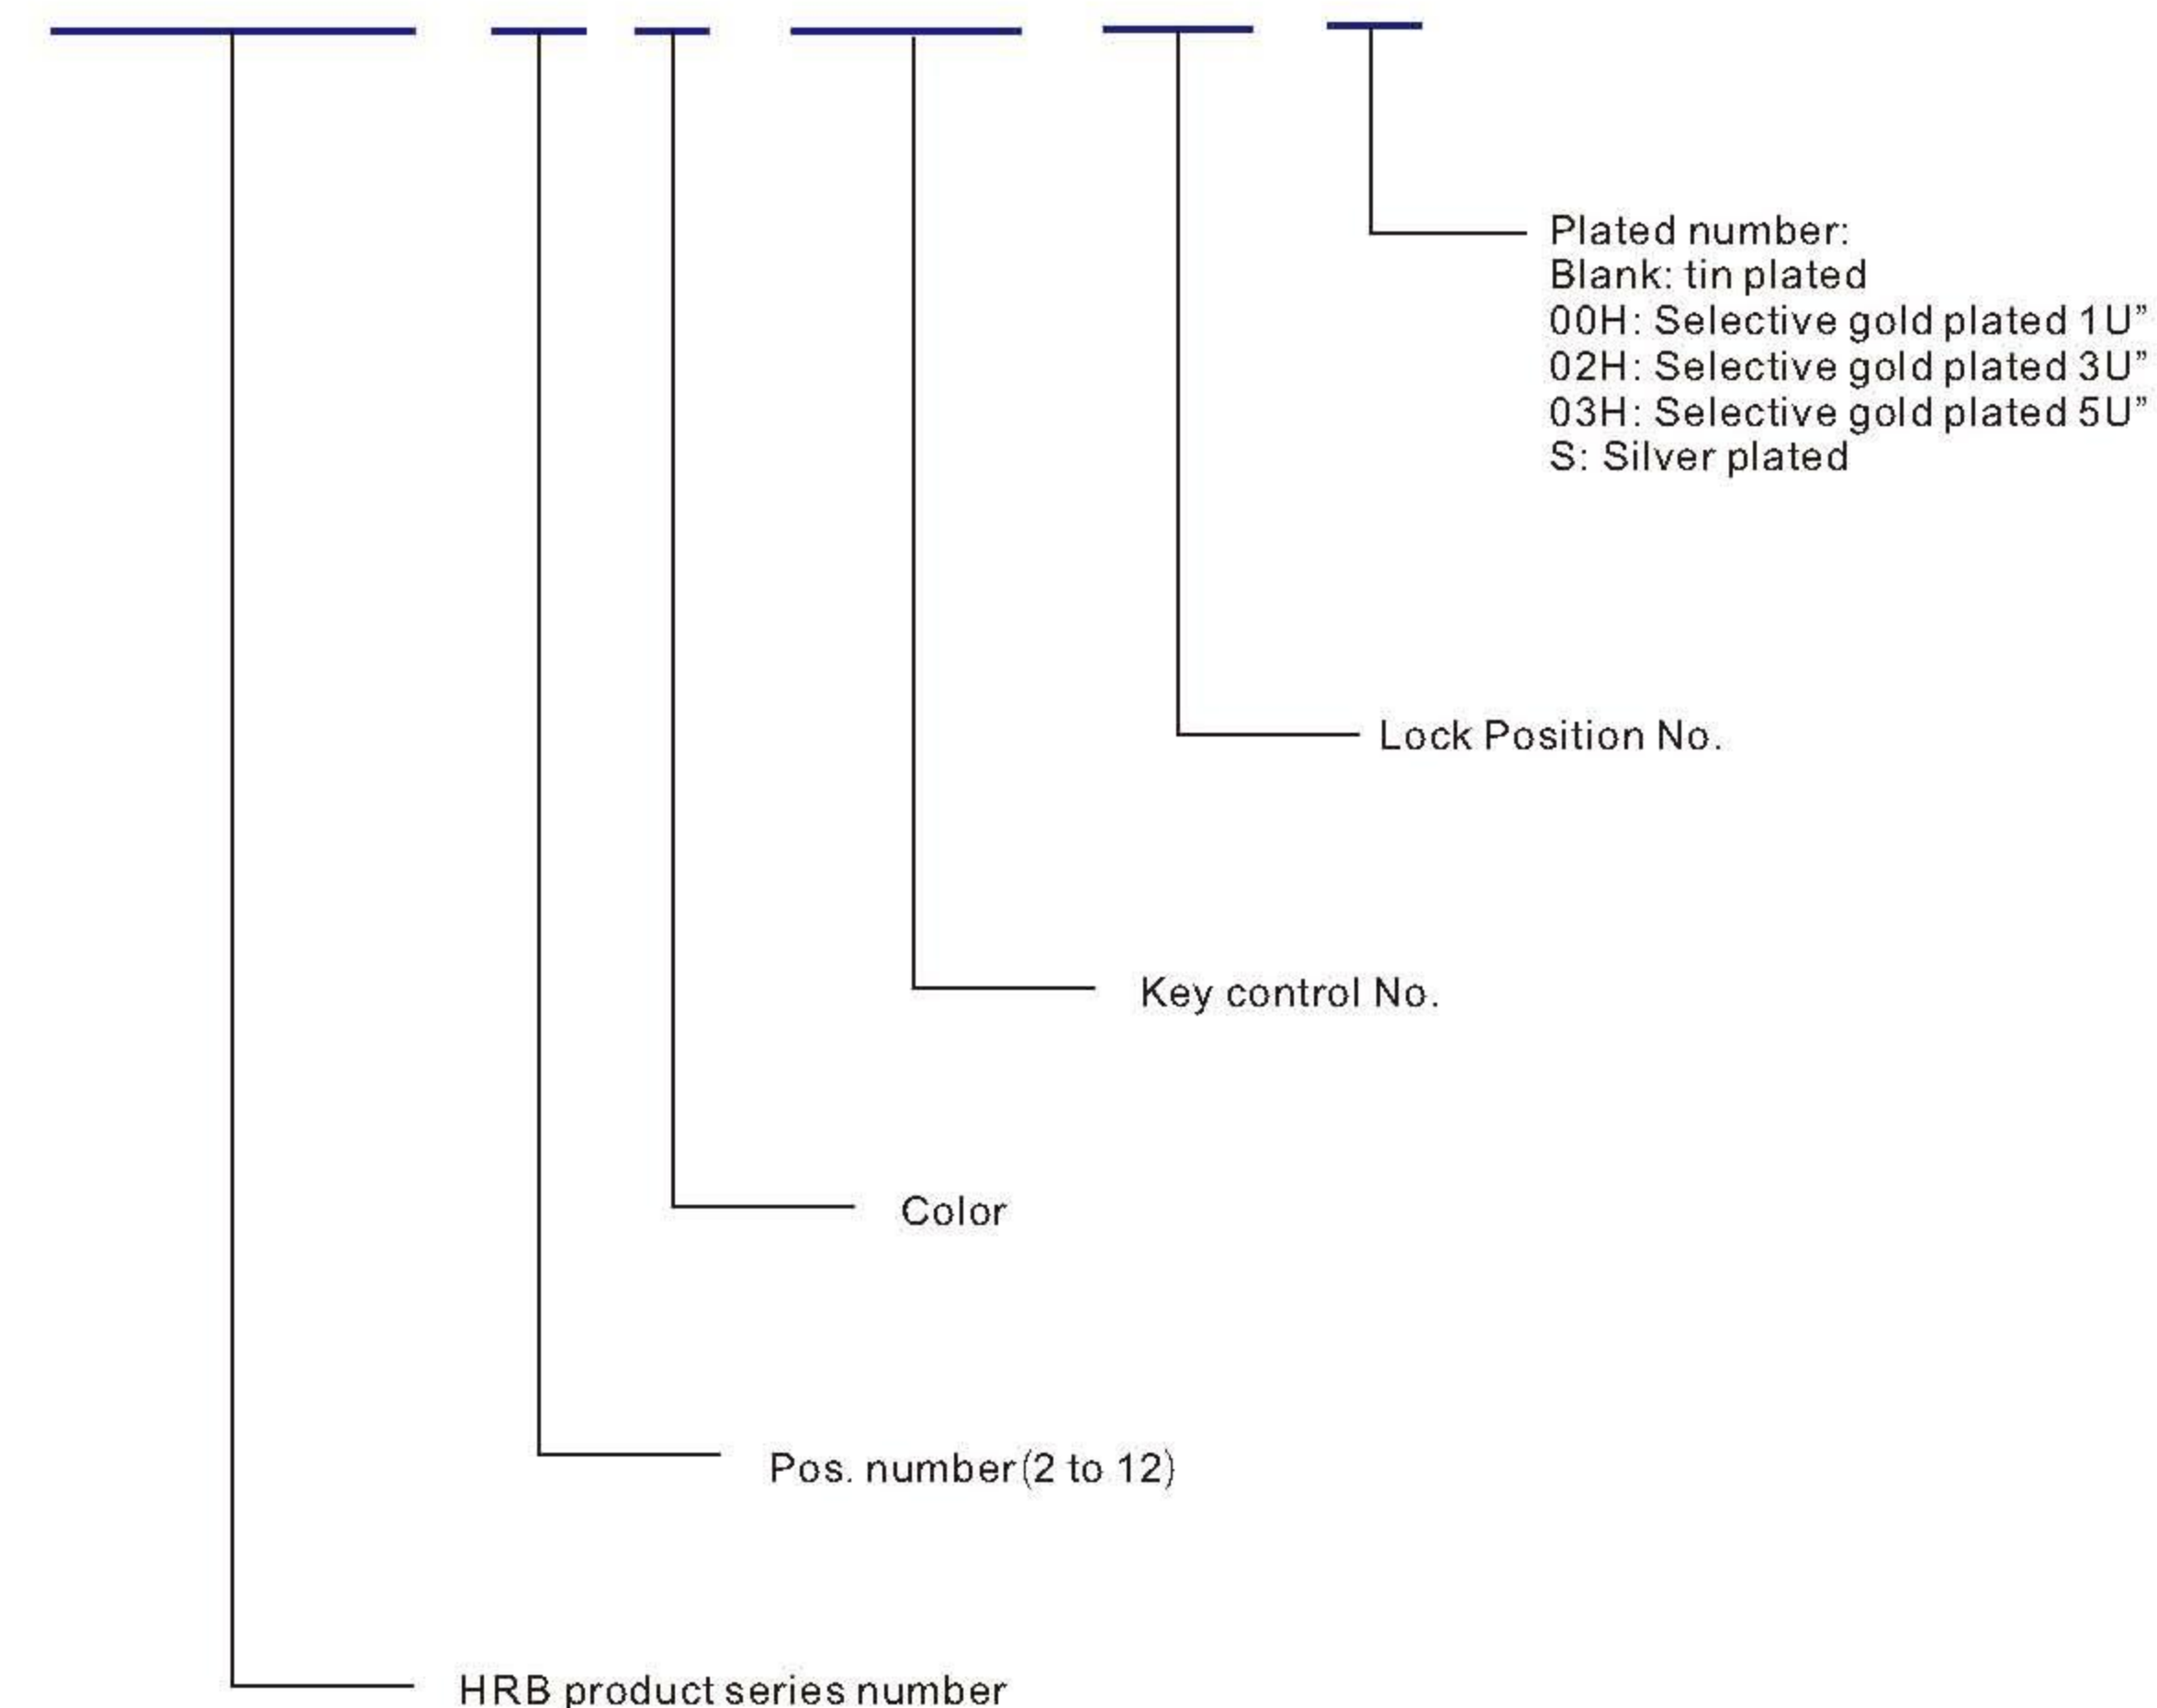 Plated number:
Blank: tin plated
00H: Selective gold plated 1U”
02H: Selective gold plated 3U”
03H: Selective gold plated 5U”
S: Silver plated
Lock Position No.
Key control No.
Color
Pos. number(2 to 12)
HRB product series number